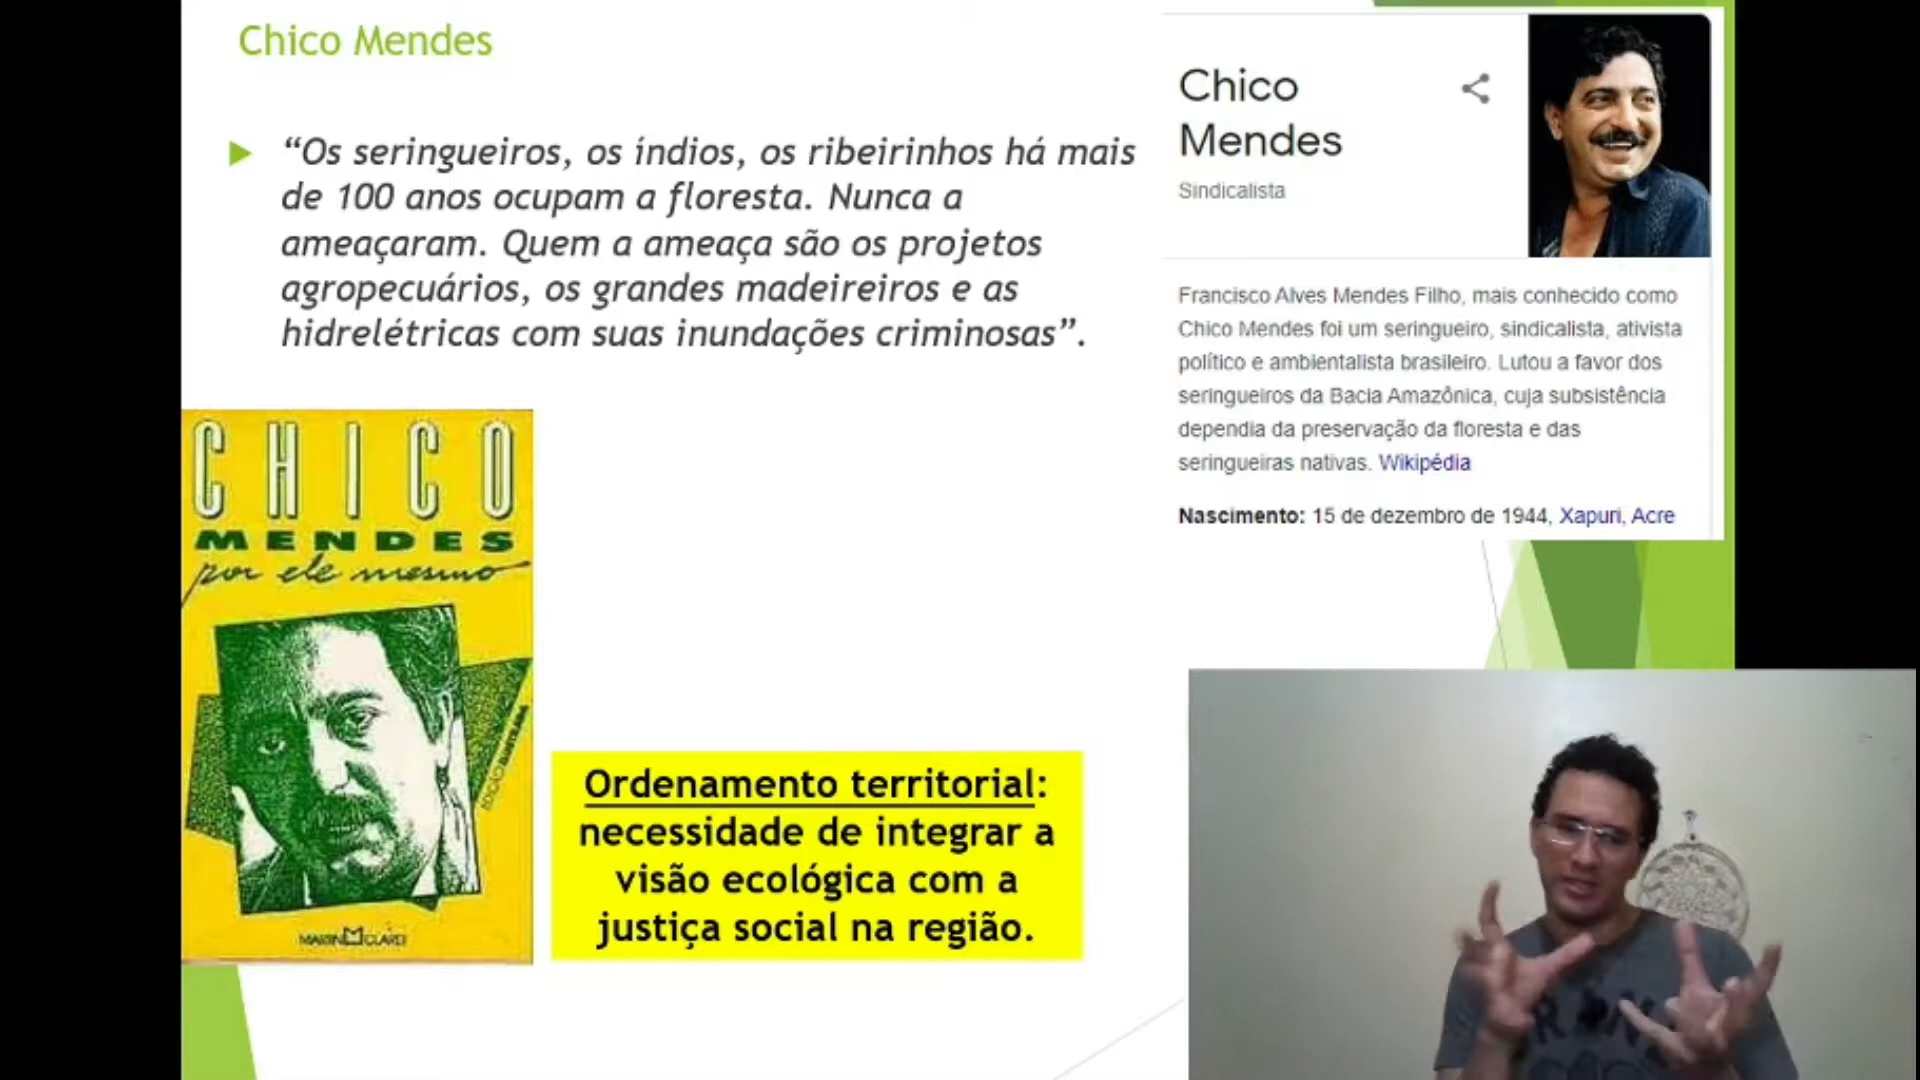 Chico Mendes
“Os seringueiros, os índios, os ribeirinhos há mais
de 100 anos ocupam a floresta. Nunca a
ameaçaram. Quem a ameaça são os projetos
agropecuários, os grandes madeireiros e as
hidrelétricas com suas inundações criminosas”.
Chico
Mendes
Sindicalista
Francisco Alves Mendes Filho, mais conhecido como
Chico Mendes foi um seringueiro, sindicalista, ativista
político e ambientalista brasileiro. Lutou a favor dos
seringueiros da Bacia Amazônica, cuja subsistência
dependia da preservação da floresta e das
seringueiras nativas. Wikipédia
Nascimento: 15 de dezembro de 1944, Xapuri, Acre
CHICO
MENDES
por ele mesmo
MARTIN CLARET
Ordenamento territorial:
necessidade de integrar a
visão ecológica com a
justiça social na região.